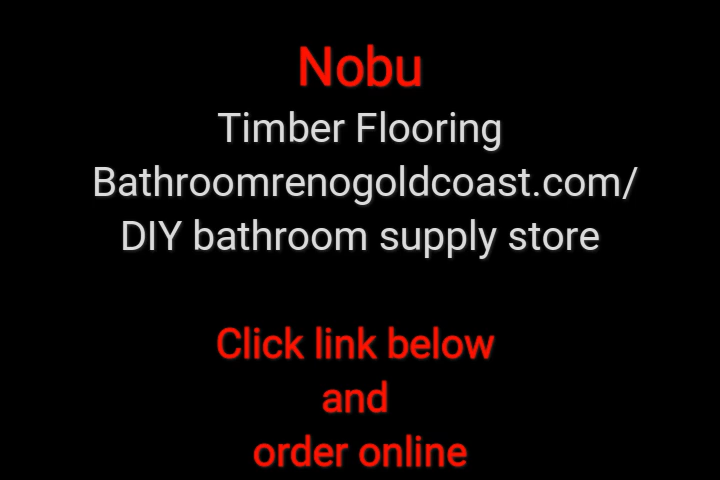 Nobu
Timber Flooring
Bathroomrenogoldcoast.com/
DIY bathroom supply store
Click link below
and
order online